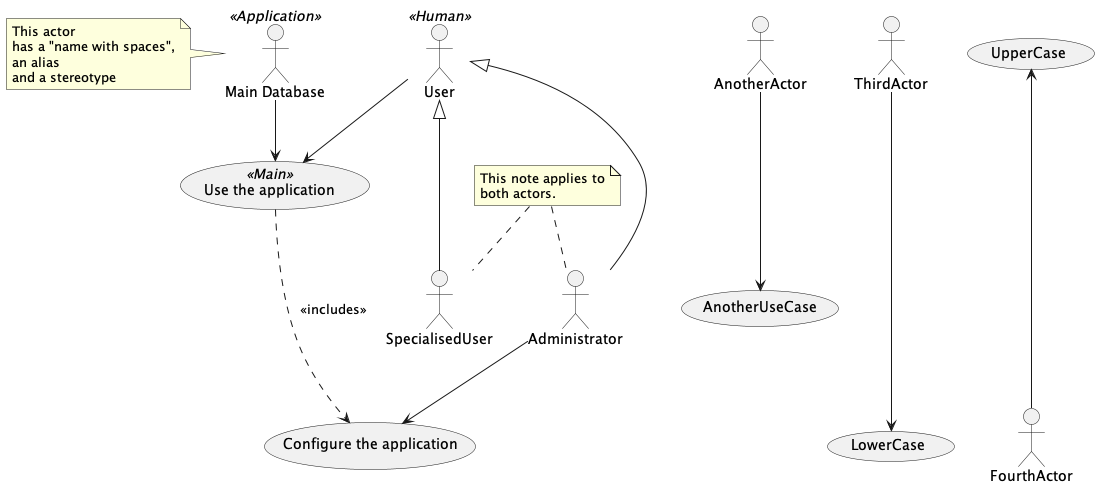 This actor
has a "name with spaces",
an alias
and a stereotype
«Application»
Main Database
«Human»
User
AnotherActor
ThirdActor
UpperCase
«Main»
Use the application
This note applies to
both actors.
«includes»
SpecialisedUser
Administrator
AnotherUseCase
Configure the application
LowerCase
FourthActor